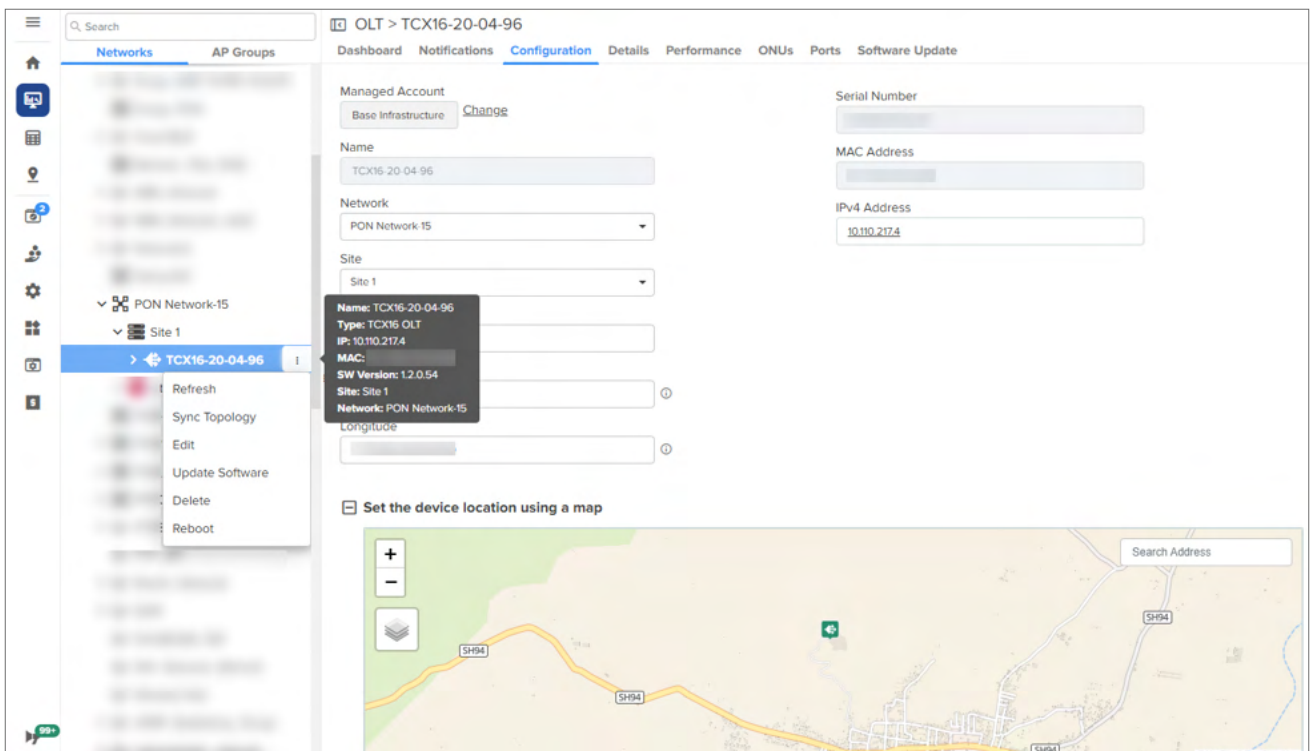 Search
OLT > TCX16-20-04-96
Networks
AP Groups
Dashboard Notifications Configuration Details Performance ONUs Ports Software Update
Managed Account
Base Infrastructure Change
Serial Number
Name
TCX16-20-04-96
MAC Address
Network
PON Network-15
IPv4 Address
10.110.217.4
Site
Site 1
2
PON Network-15
Site 1
TCX16-20-04-96
Name: TCX16-20-04-96
Type: TCX16 OLT
IP: 10.110.217.4
MAC:
SW Version: 1.2.0.54
Site: Site 1
Network: PON Network-15
Refresh
Sync Topology
Edit
Update Software
Delete
Reboot
Longitude
Set the device location using a map
+
−
Search Address
SH94
SH94
SH94
SH94
99+